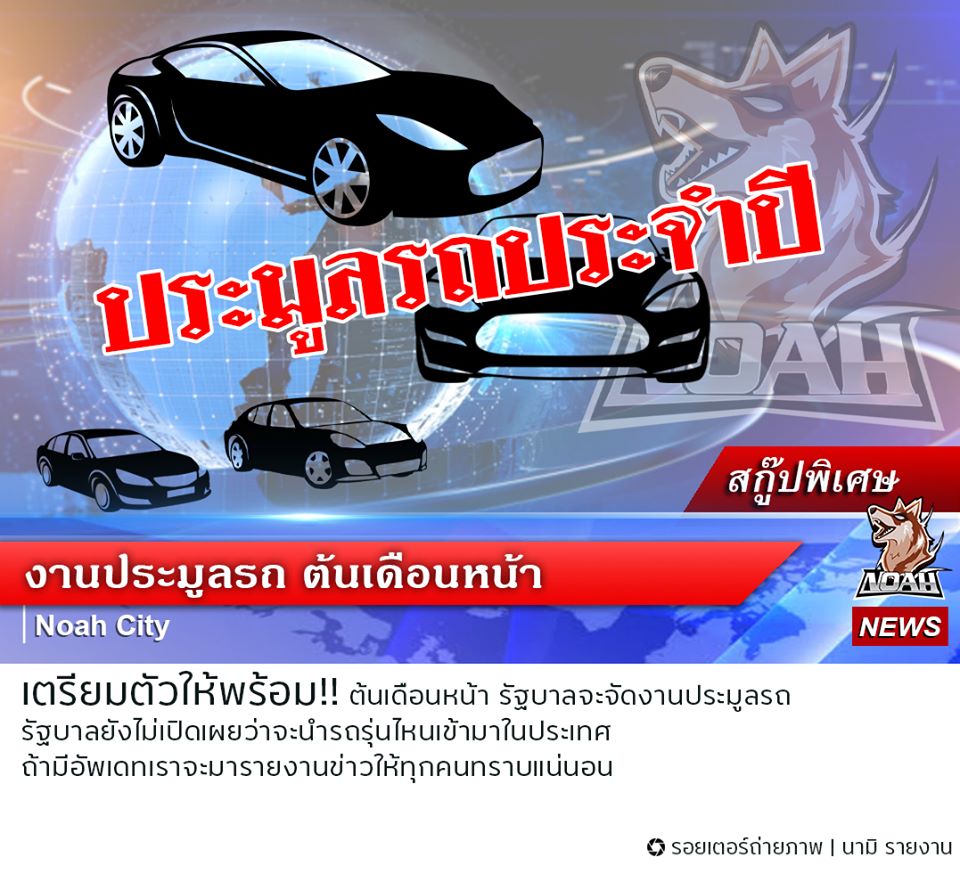 ประมูลรถประจำปี
NOAH
สกู๊ปพิเศษ
NOAH
งานประมูลรถ ต้นเดือนหน้า
Noah City
NEWS
เตรียมตัวให้พร้อม!! ต้นเดือนหน้า รัฐบาลจะจัดงานประมูลรถ
รัฐบาลยังไม่เปิดเผยว่าจะนำรถรุ่นไหนเข้ามาในประเทศ
ถ้ามีอัพเดทเราจะมารายงานข่าวให้ทุกคนทราบแน่นอน
รอยเตอร์ถ่ายภาพ | นามิ รายงาน